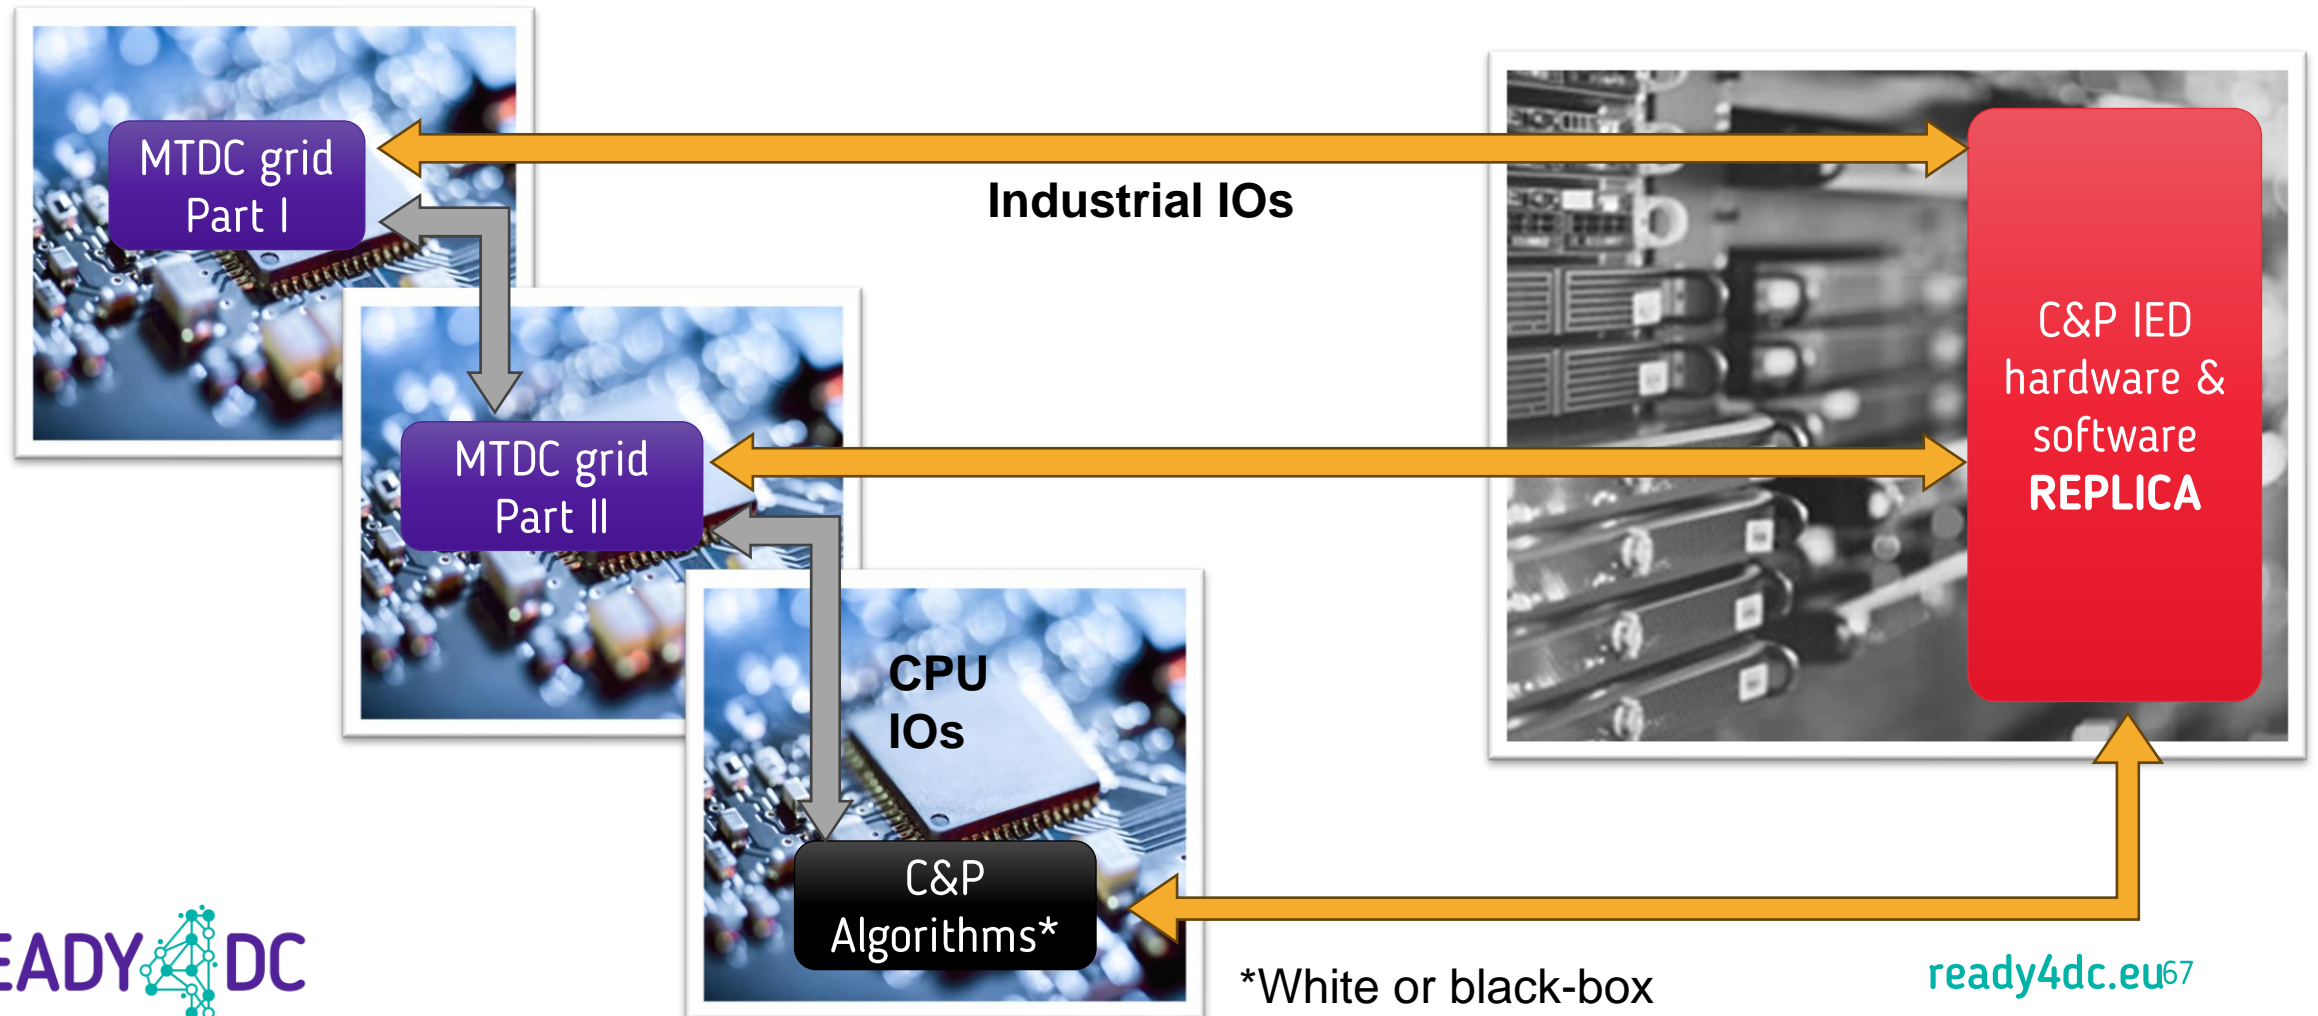 MTDC grid
Part I
Industrial IOs
C&P IED
hardware &
software
REPLICA
MTDC grid
Part II
CPU
IOs
C&P
Algorithms*
*White or black-box
EADY4DC
ready4dc.eu67